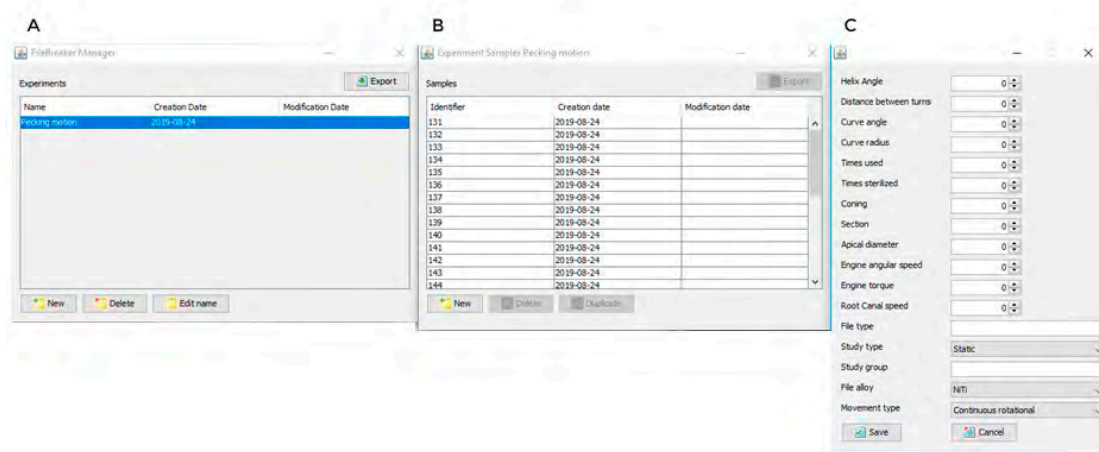 A
FileBreaker Manager
Experiments
Export
Name Creation Date Modification Date
Pecking motion 2019-08-24
New Delete Edit name
B
Experiment Samples Pecking motion
Samples
Export
Identifier Creation date Modification date
131 2019-08-24
132 2019-08-24
133 2019-08-24
134 2019-08-24
135 2019-08-24
136 2019-08-24
137 2019-08-24
138 2019-08-24
139 2019-08-24
140 2019-08-24
141 2019-08-24
142 2019-08-24
143 2019-08-24
144 2019-08-24
New Delete Duplicate
C
Helix Angle 0
Distance between turns 0
Curve angle 0
Curve radius 0
Times used 0
Times sterilized 0
Coning 0
Section 0
Apical diameter 0
Engine angular speed 0
Engine torque 0
Root Canal speed 0
File type
Study type Static
Study group
File alloy NiTi
Movement type Continuous rotational
Save Cancel